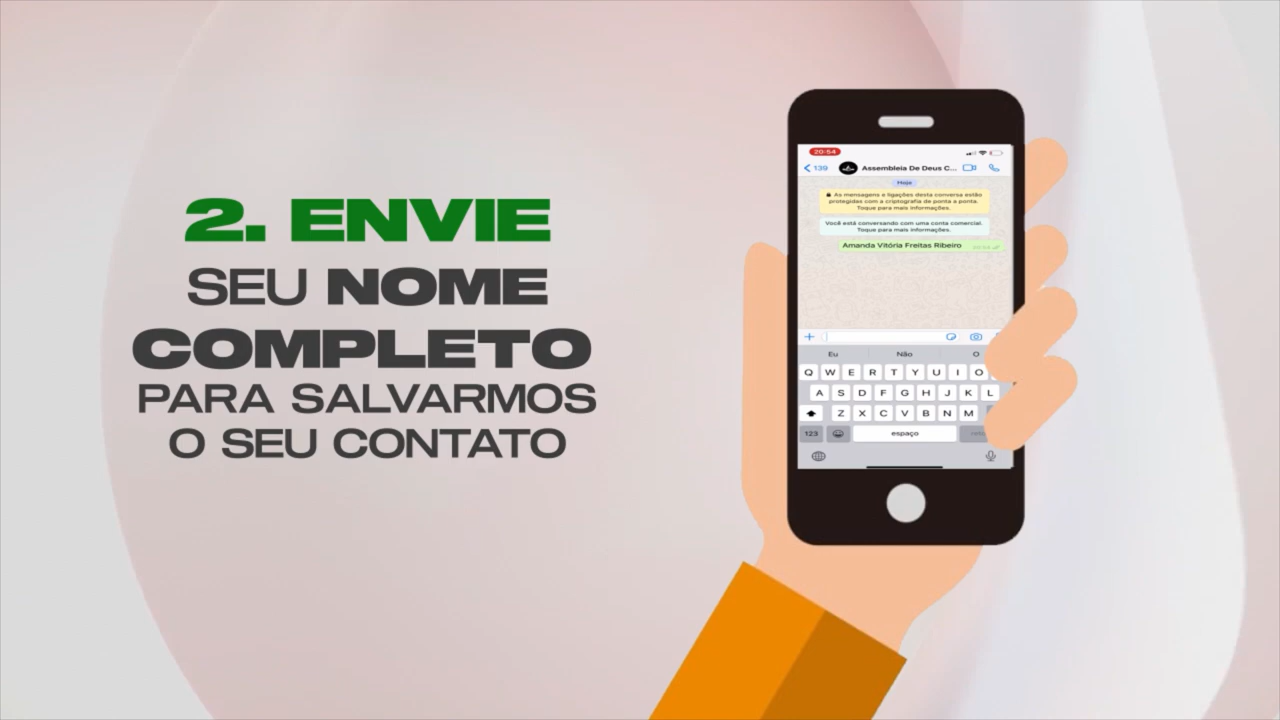 2. ENVIE
SEU NOME
COMPLETO
PARA SALVARMOS
O SEU CONTATO
20:54
139
Assembleia De Deus C...
Hoje
As mensagens e ligações desta conversa estão
protegidas com a criptografia de ponta a ponta.
Toque para mais informações.
Você está conversando com uma conta comercial.
Toque para mais informações.
Amanda Vitória Freitas Ribeiro
20:54
Eu Não O
Q W E R T Y U I O
A S D F G H J K L
Z X C V B N M
123 espaço